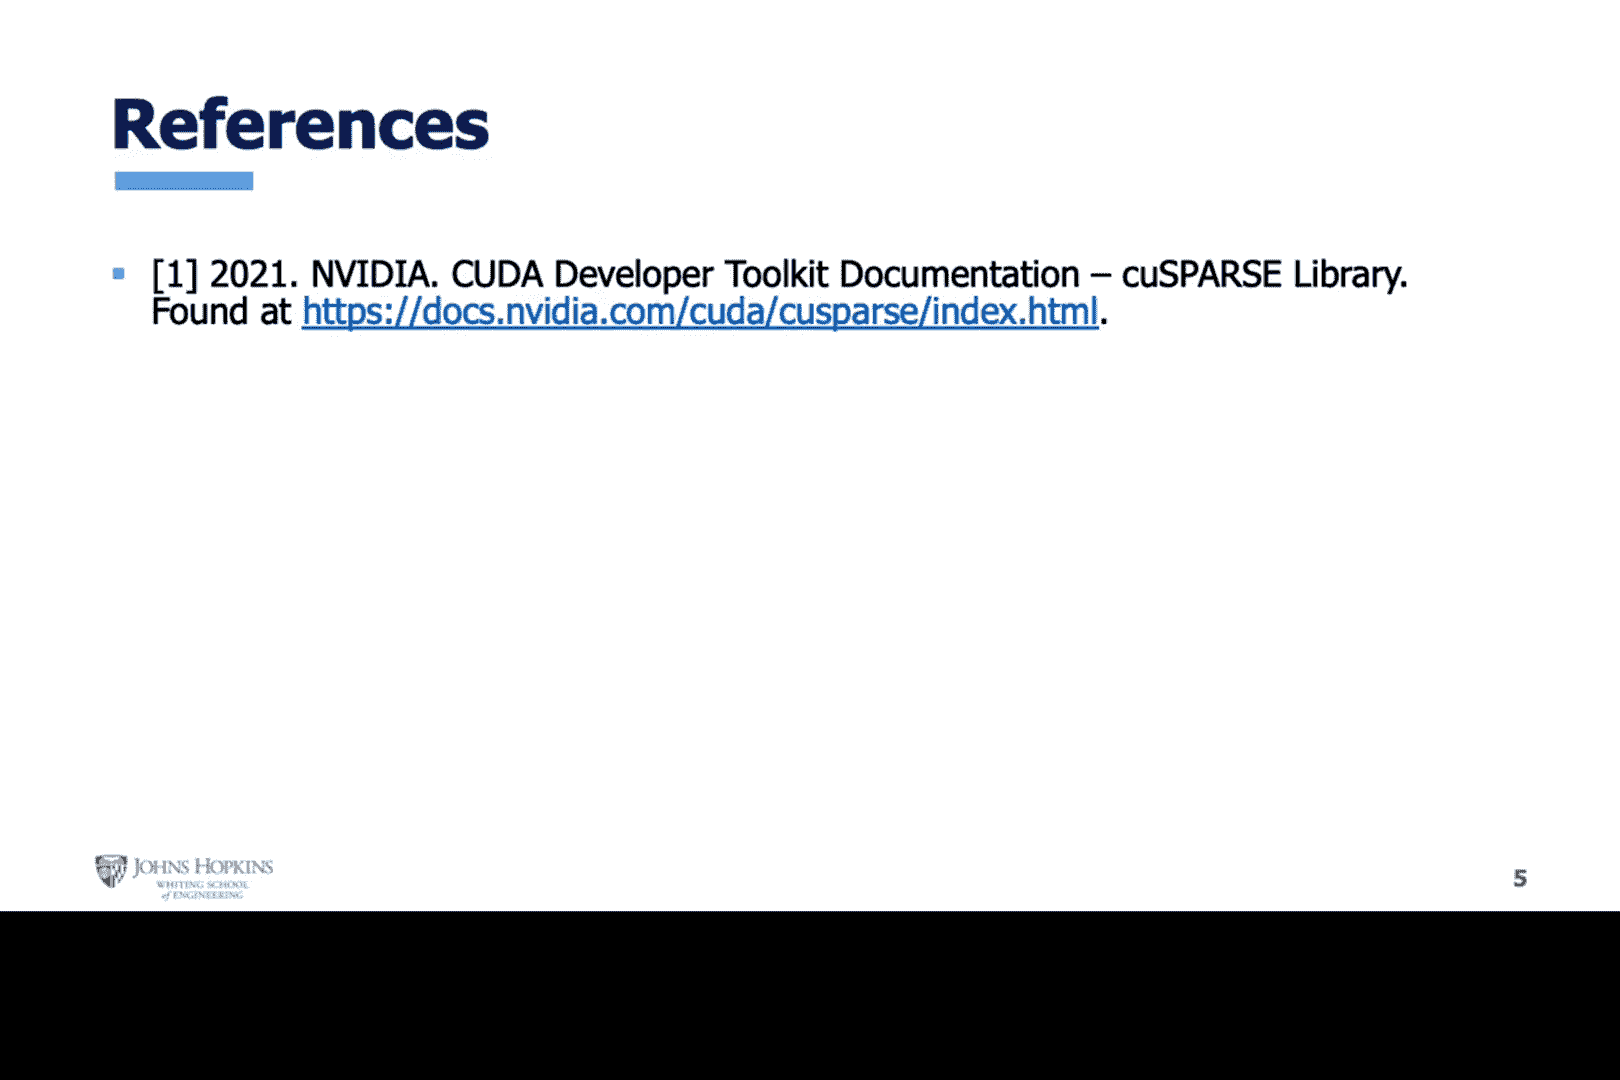 References
[1] 2021. NVIDIA. CUDA Developer Toolkit Documentation – cuSPARSE Library.
Found at https://docs.nvidia.com/cuda/cusparse/index.html.
JOHNS HOPKINS
WHITING SCHOOL
of ENGINEERING
5